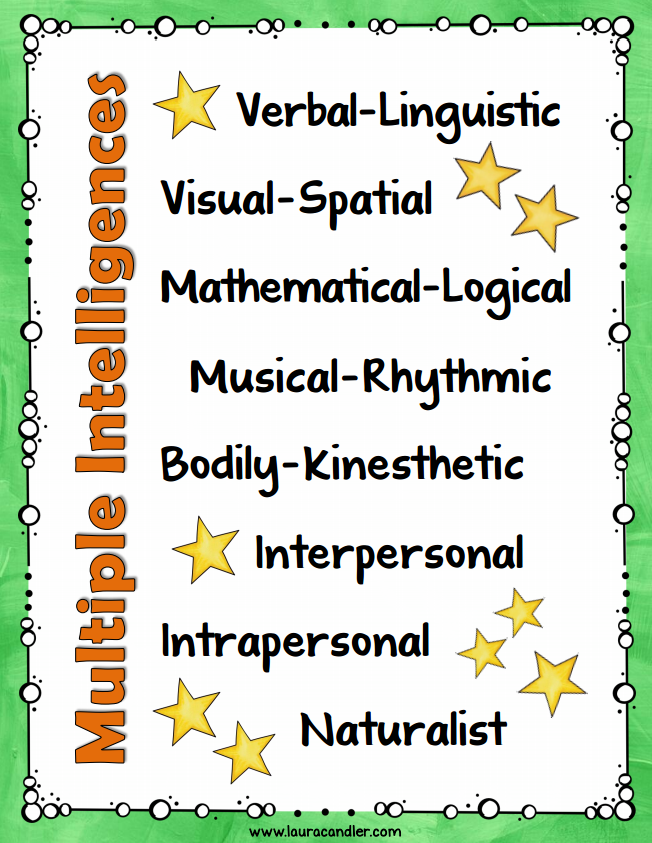 Multiple Intelligences
Verbal-Linguistic
Visual-Spatial
Mathematical-Logical
Musical-Rhythmic
Bodily-Kinesthetic
Interpersonal
Intrapersonal
Naturalist
www.lauracandler.com